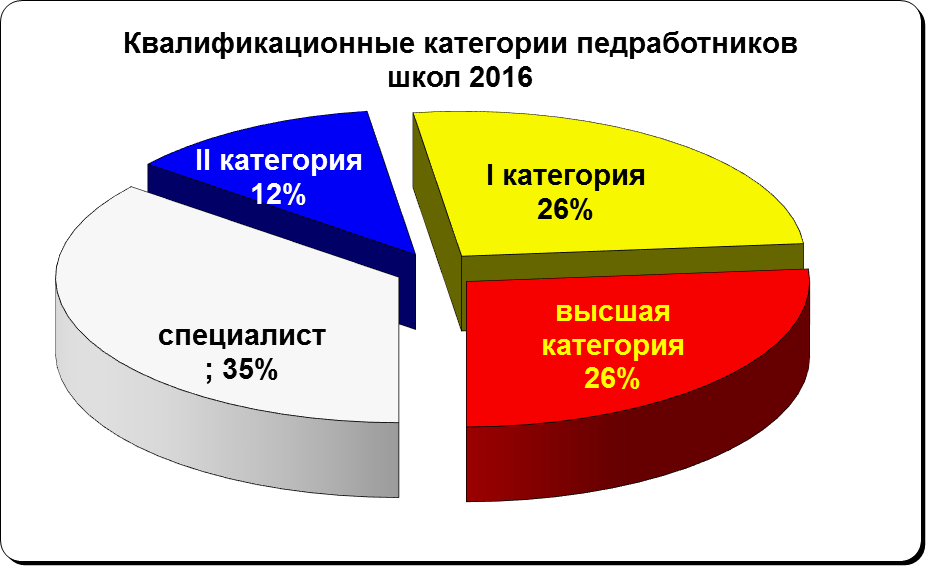 Квалификационные категории педработников
школ 2016
II категория
12%
I категория
26%
специалист
; 35%
высшая
категория
26%